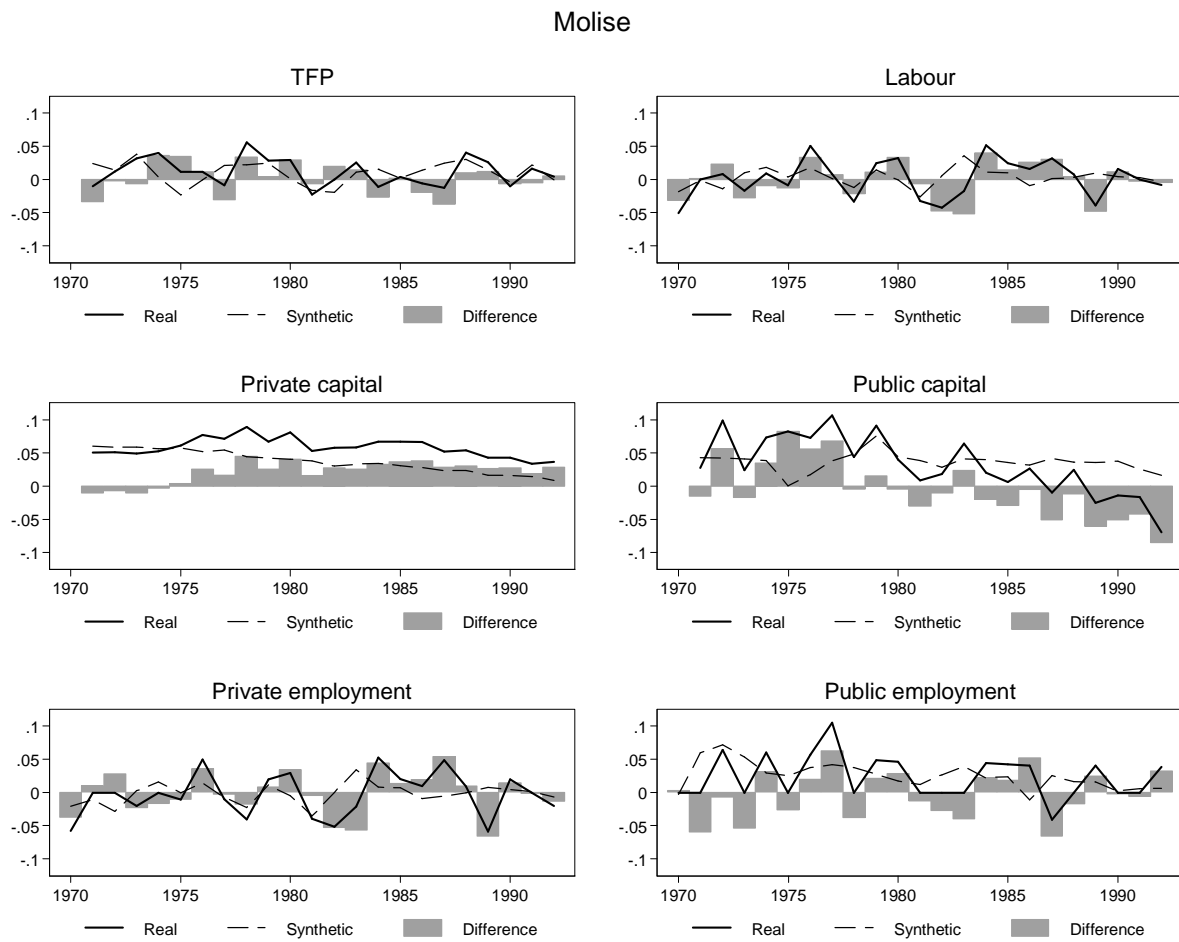 Molise
TFP Labour
.1 .1
.05 .05
0 0
-.05 -.05
-.1 -.1
1970 1975 1980 1985 1990 1970 1975 1980 1985 1990
Real Synthetic Difference Real Synthetic Difference
Private capital Public capital
.1 .1
.05 .05
0 0
-.05 -.05
-.1 -.1
1970 1975 1980 1985 1990 1970 1975 1980 1985 1990
Real Synthetic Difference Real Synthetic Difference
Private employment Public employment
.1 .1
.05 .05
0 0
-.05 -.05
-.1 -.1
1970 1975 1980 1985 1990 1970 1975 1980 1985 1990
Real Synthetic Difference Real Synthetic Difference